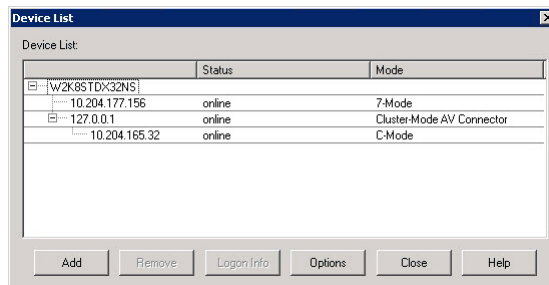 Device List
Device List:
Status Mode
W2K8STDX32NS
10.204.177.156 online 7-Mode
127.0.0.1 online Cluster-Mode AV Connector
10.204.165.32 online C-Mode
Add Remove Logon Info Options Close Help